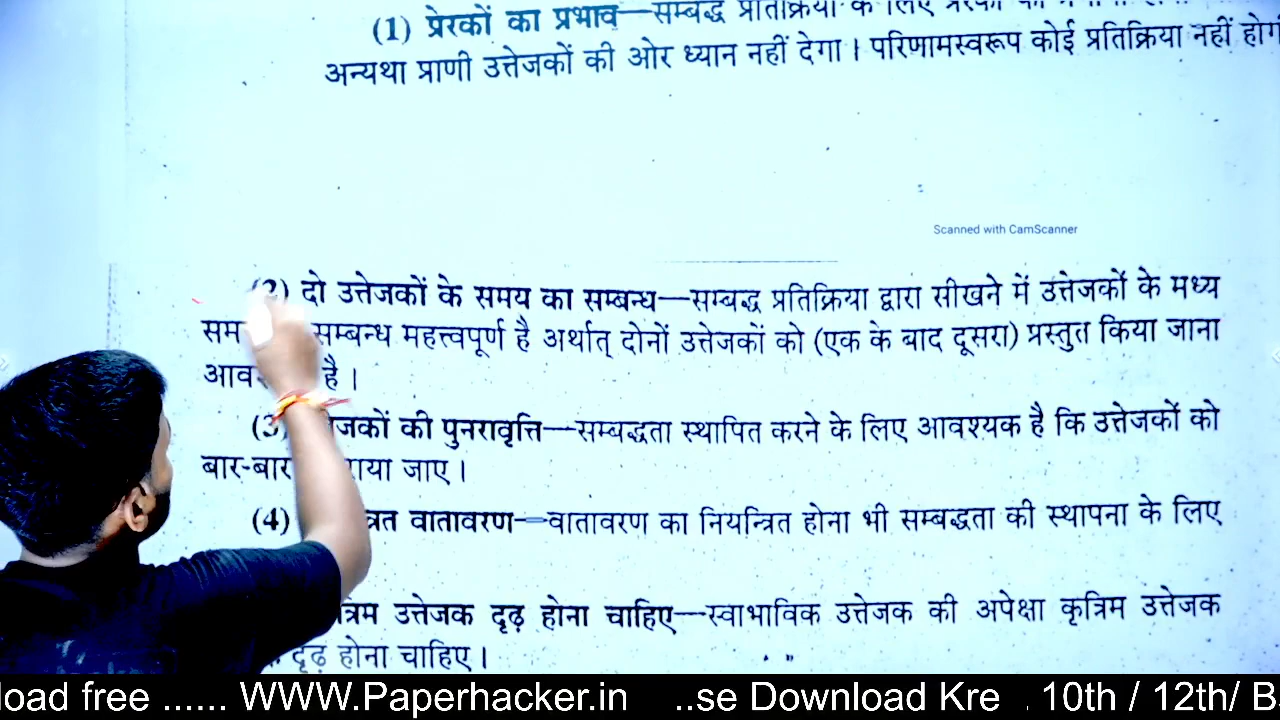 (1) प्रेरकों का प्रभाव—सम्बद्ध प्रतिक्रिया के लिए
अन्यथा प्राणी उत्तेजकों की ओर ध्यान नहीं देगा। परिणामस्वरूप कोई प्रतिक्रिया नहीं
Scanned with CamScanner
(2) दो उत्तेजकों के समय का सम्बन्ध—सम्बद्ध प्रतिक्रिया द्वारा सीखने में उत्तेजकों के मध्य
सम सम्बन्ध महत्त्वपूर्ण है अर्थात् दोनों उत्तेजकों को (एक के बाद दूसरा) प्रस्तुत किया जाना
आव है।
(3) जकों की पुनरावृत्ति—सम्बद्धता स्थापित करने के लिए आवश्यक है कि उत्तेजकों को
बार-बार राया जाए।
(4) त्रित वातावरण—वातावरण का नियन्त्रित होना भी सम्बद्धता की स्थापना के लिए
त्रिम उत्तेजक दृढ़ होना चाहिए—स्वाभाविक उत्तेजक की अपेक्षा कृत्रिम उत्तेजक
दृढ़ होना चाहिए।
load free ...... WWW.Paperhacker.in ..se Download Kre . 10th / 12th/ B.